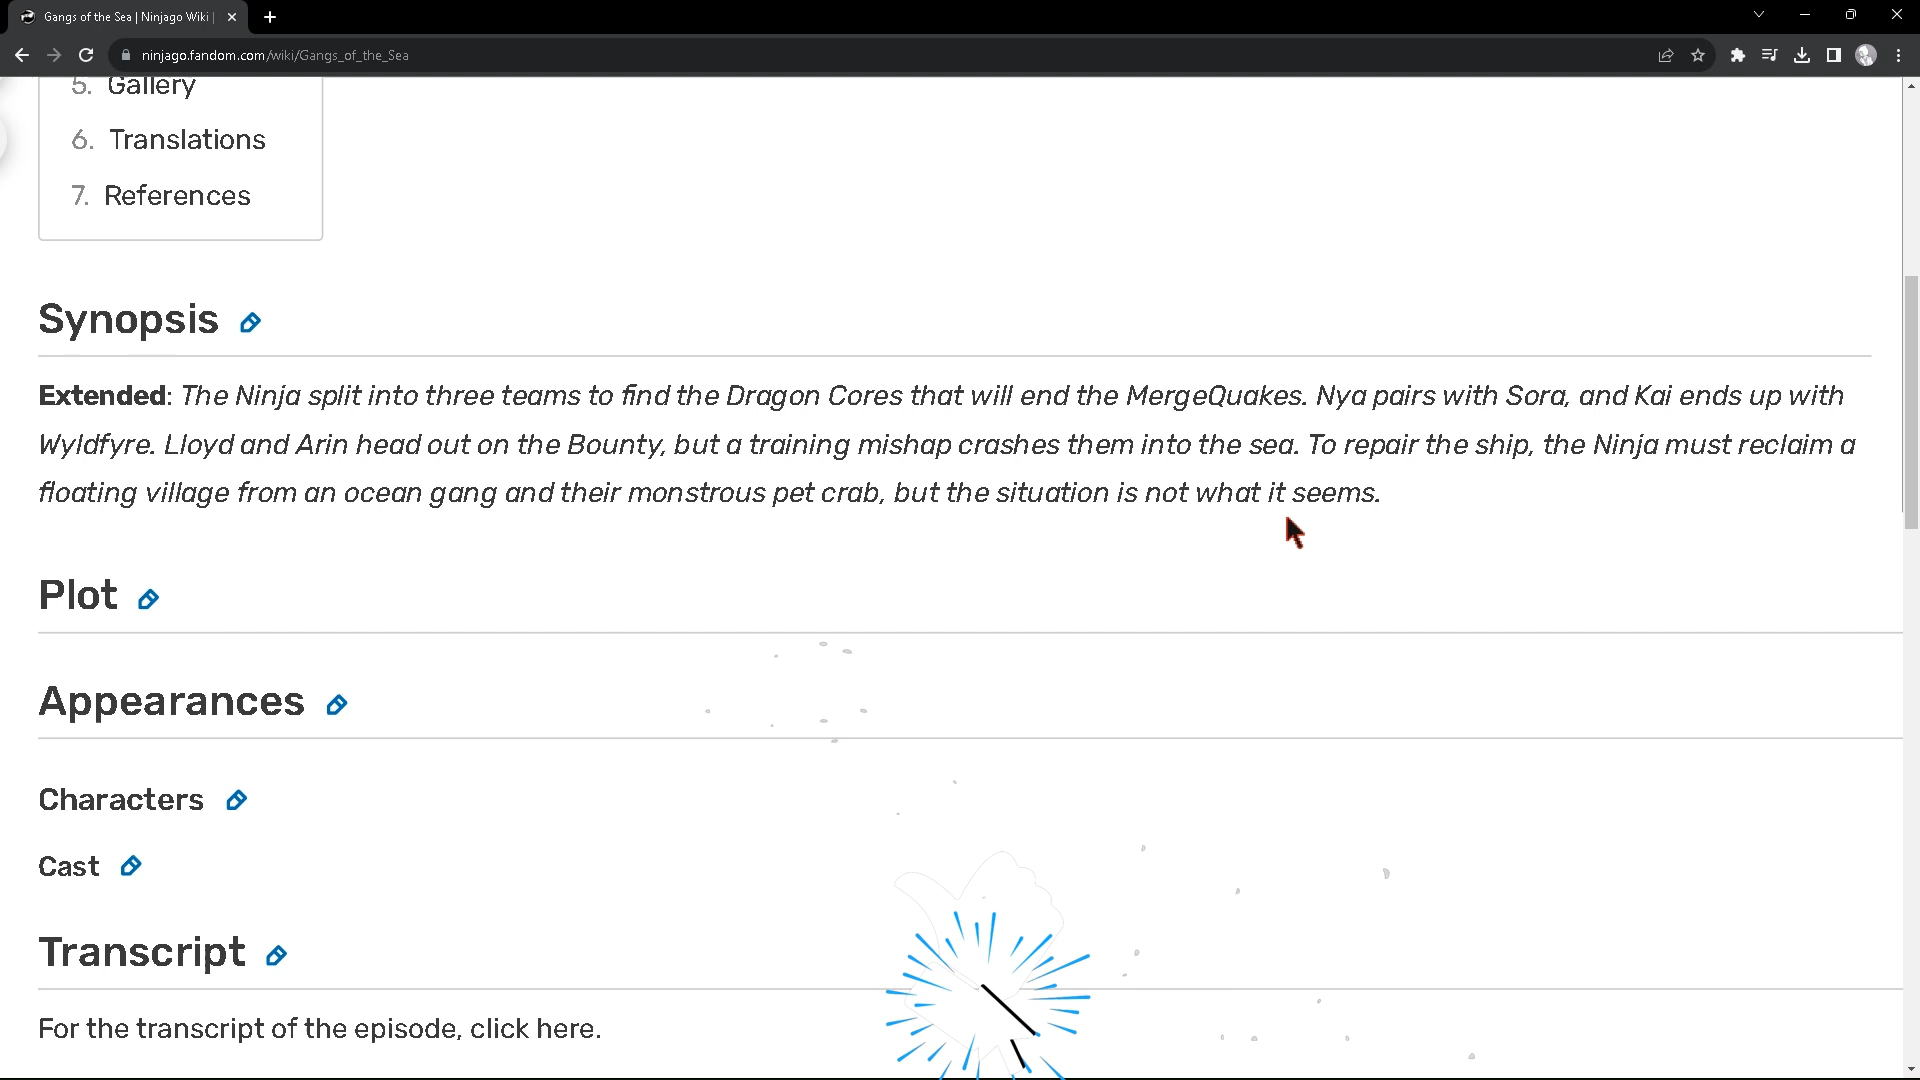 Gangs of the Sea | Ninjago Wiki |
ninjago.fandom.com/wiki/Gangs_of_the_Sea
5. Gallery
6. Translations
7. References
Synopsis
Extended: The Ninja split into three teams to find the Dragon Cores that will end the MergeQuakes. Nya pairs with Sora, and Kai ends up with
Wyldfyre. Lloyd and Arin head out on the Bounty, but a training mishap crashes them into the sea. To repair the ship, the Ninja must reclaim a
floating village from an ocean gang and their monstrous pet crab, but the situation is not what it seems.
Plot
Appearances
Characters
Cast
Transcript
For the transcript of the episode, click here.